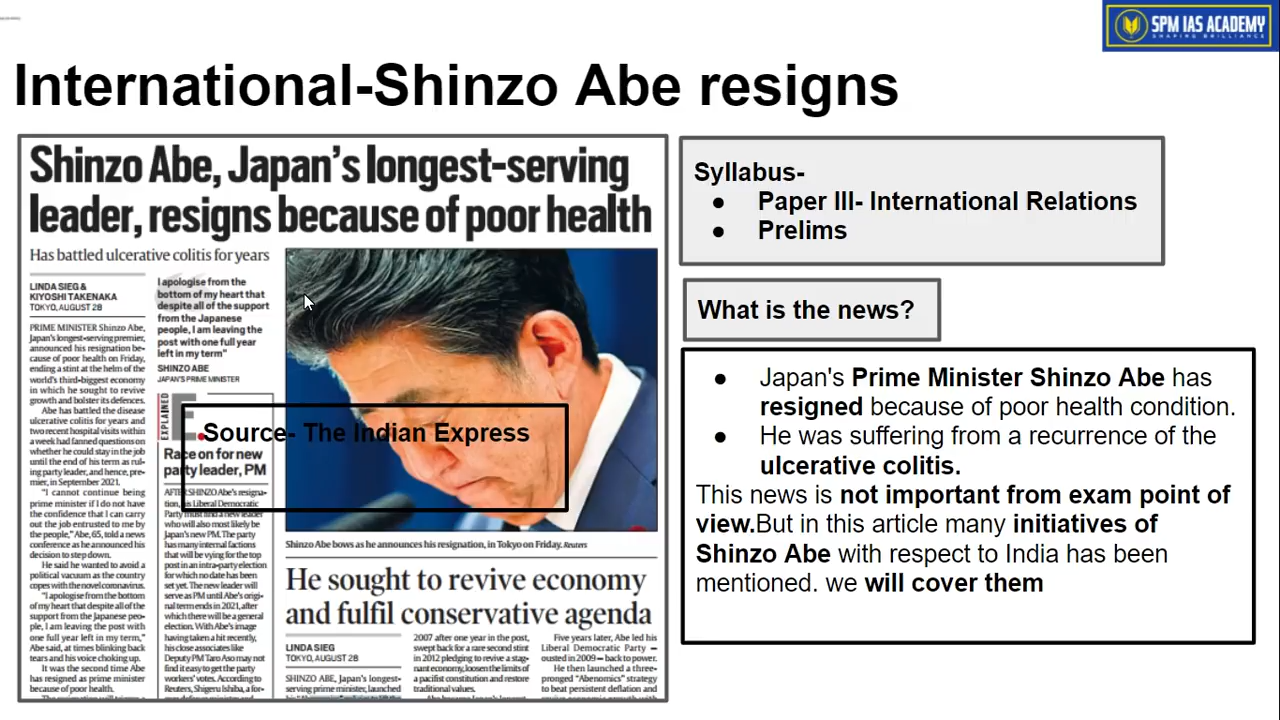 SPM IAS ACADEMY
SHAPING BRILLIANCE
International-Shinzo Abe resigns
Shinzo Abe, Japan's longest-serving
leader, resigns because of poor health
Has battled ulcerative colitis for years
LINDA SIEG &
KIYOSHI TAKENAKA
TOKYO, AUGUST 28
PRIME MINISTER Shinzo Abe,
Japan's longest-serving premier,
announced his resignation be-
cause of poor health on Friday,
ending a stint at the helm of the
world's third-biggest economy
in which he sought to revive
growth and bolster its defences.
Abe has battled the disease
ulcerative colitis for years and
two recent hospital visits within
a week had fanned questions on
whether he could stay in the job
until the end of his term as rul-
ing party leader, and hence, pre-
mier, in September 2021.
"I cannot continue being
prime minister if I do not have
the confidence that I can carry
out the job entrusted to me by
the people," Abe, 65, told a news
conference as he announced his
decision to step down.
He said he wanted to avoid a
political vacuum as the country
copes with the novel coronavirus.
"I apologise from the bottom
of my heart that despite all of the
support from the Japanese peo-
ple, I am leaving the post with
one full year left in my term,"
Abe said, at times blinking back
tears and his voice choking up.
It was the second time Abe
has resigned as prime minister
because of poor health.
I apologise from the
bottom of my heart that
despite all of the support
from the Japanese
people, I am leaving the
post with one full year
left in my term"
SHINZO ABE
JAPAN'S PRIME MINISTER
EXPLAINED
E
Race on for new
party leader, PM
AFTER SHINZO Abe's resigna-
tion, his Liberal Democratic
Party must find a new leader
who will also most likely be
Japan's new PM. The party
has many internal factions
that will be vying for the top
post in an intra-party election
for which no date has been
set yet. The new leader will
serve as PM until Abe's origi-
nal term ends in 2021, after
which there will be a general
election. With Abe's image
having taken a hit recently,
his close associates like
Deputy PM Taro Aso may not
find it easy to get the party
workers' votes. According to
Reuters, Shigeru Ishiba, a for-
Source- The Indian Express
Shinzo Abe bows as he announces his resignation, in Tokyo on Friday. Reuters
He sought to revive economy
and fulfil conservative agenda
LINDA SIEG
TOKYO, AUGUST 28
SHINZO ABE, Japan's longest-
serving prime minister, launched
2007 after one year in the post,
swept back for a rare second stint
in 2012 pledging to revive a stag-
nant economy, loosen the limits of
a pacifist constitution and restore
traditional values.
Five years later, Abe led his
Liberal Democratic Party —
ousted in 2009 — back to power.
He then launched a three-
pronged "Abenomics" strategy
to beat persistent deflation and
Syllabus-
● Paper III- International Relations
● Prelims
What is the news?
● Japan's Prime Minister Shinzo Abe has
resigned because of poor health condition.
● He was suffering from a recurrence of the
ulcerative colitis.
This news is not important from exam point of
view.But in this article many initiatives of
Shinzo Abe with respect to India has been
mentioned. we will cover them